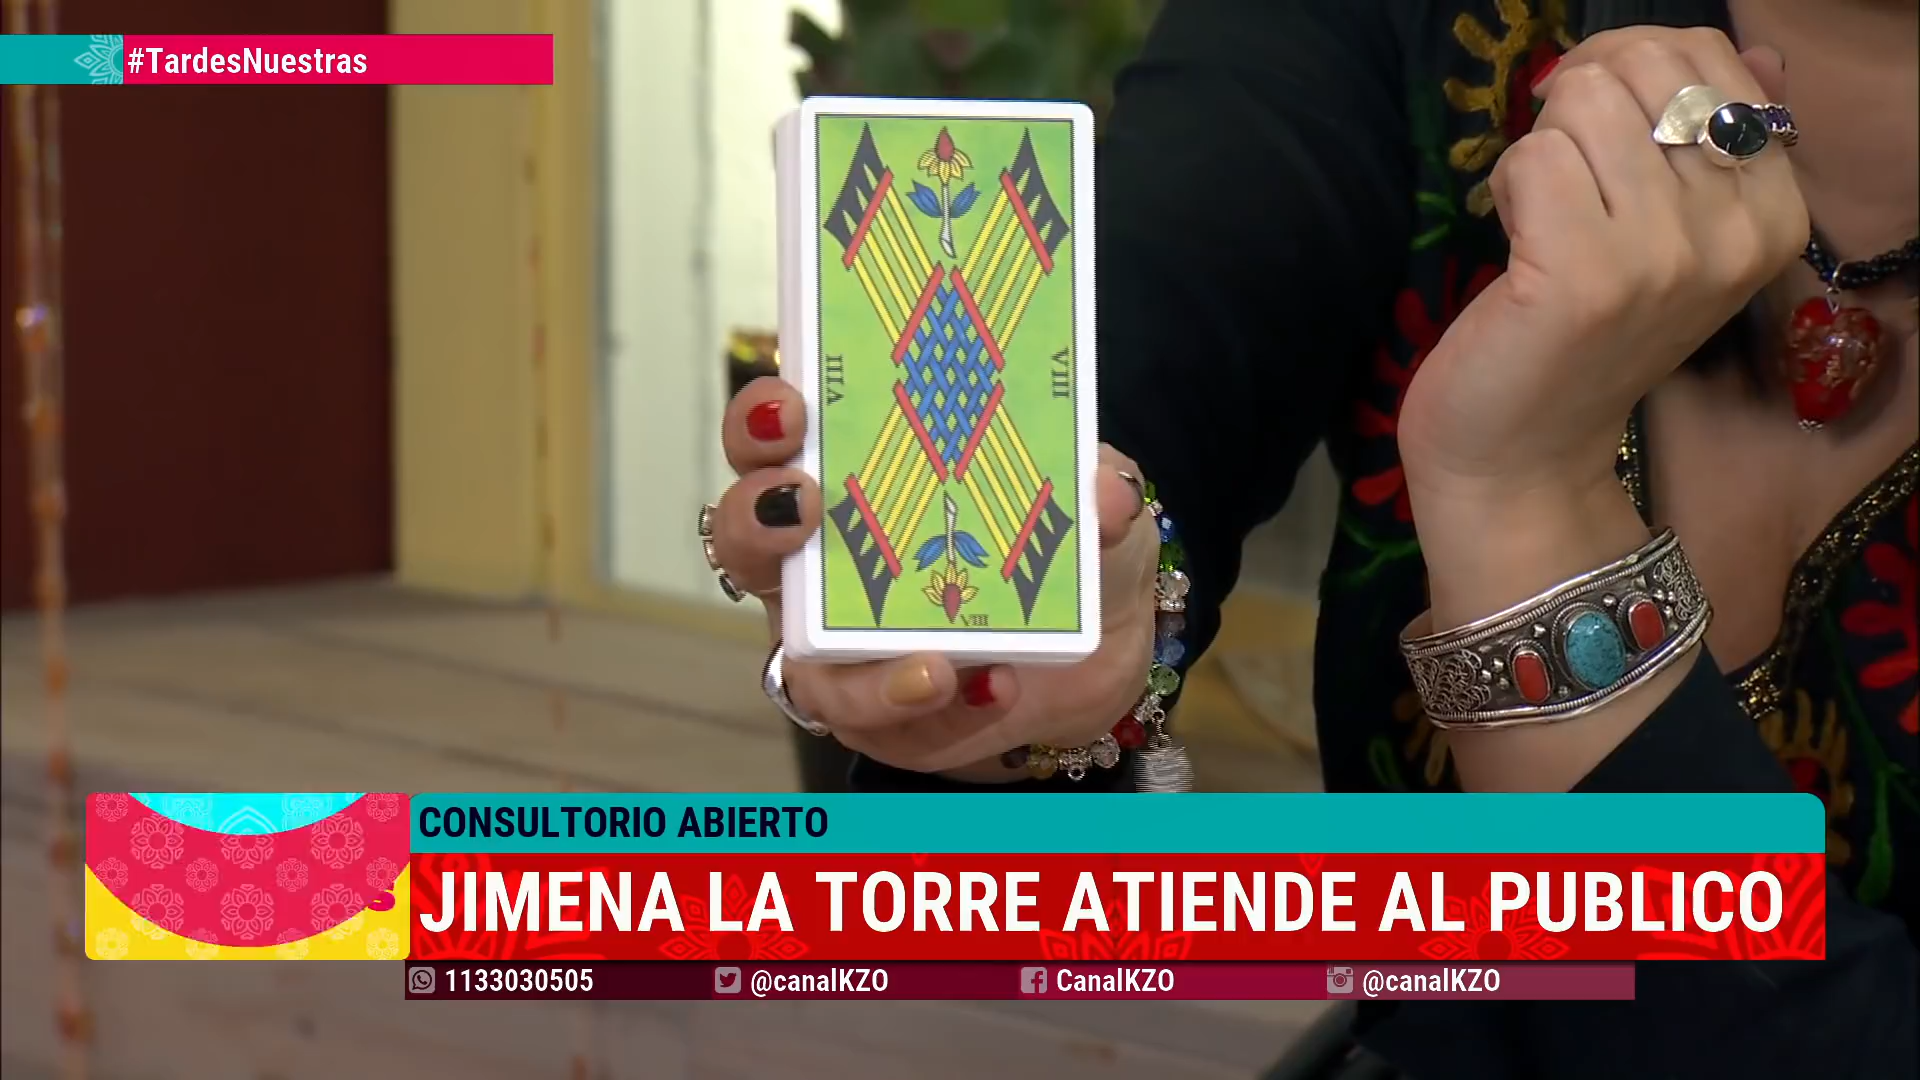 #TardesNuestras
VIII
VIII
VIII
CONSULTORIO ABIERTO
JIMENA LA TORRE ATIENDE AL PUBLICO
1133030505 @canalKZO CanalKZO @canalKZO